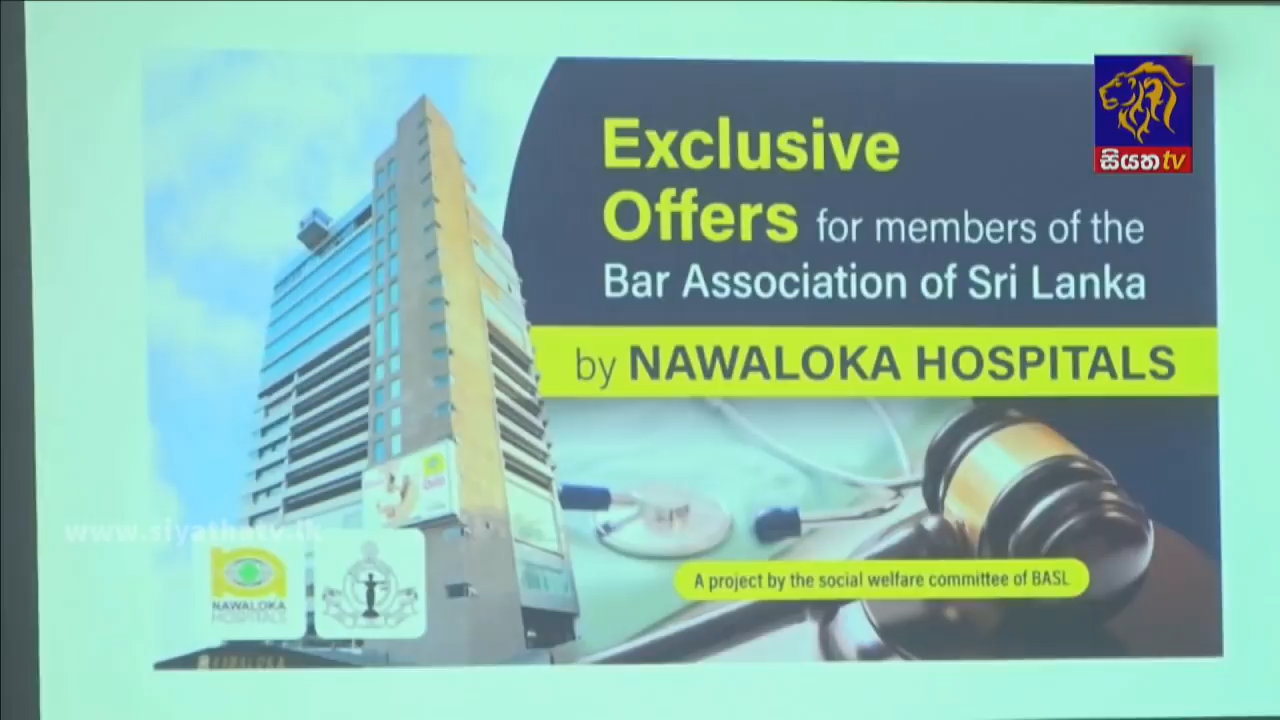 සියත tv
Exclusive
Offers for members of the
Bar Association of Sri Lanka
by NAWALOKA HOSPITALS
www.siyathatv.lk
NAWALOKA
HOSPITALS
A project by the social welfare committee of BASL
NAWALOKA